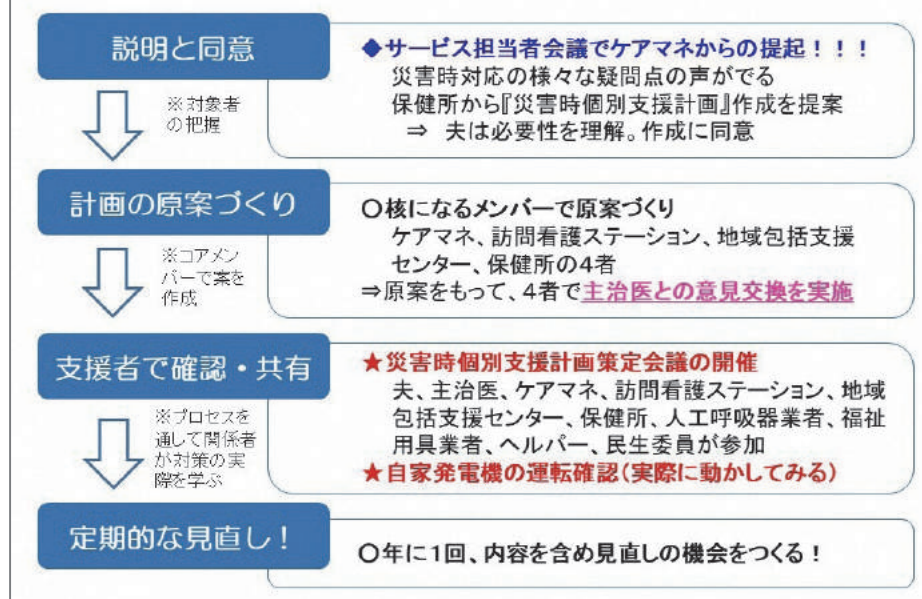 説明と同意
◆サービス担当者会議でケアマネからの提起！！！
災害時対応の様々な疑問点の声がでる
保健所から『災害時個別支援計画』作成を提案
⇒ 夫は必要性を理解。作成に同意
※対象者
の把握
計画の原案づくり
○核になるメンバーで原案づくり
ケアマネ、訪問看護ステーション、地域包括支援
センター、保健所の4者
⇒原案をもって、4者で主治医との意見交換を実施
※コアメン
バーで案を
作成
支援者で確認・共有
★災害時個別支援計画策定会議の開催
夫、主治医、ケアマネ、訪問看護ステーション、地域
包括支援センター、保健所、人工呼吸器業者、福祉
用具業者、ヘルパー、民生委員が参加
★自家発電機の運転確認(実際に動かしてみる)
※プロセスを
通して関係者
が対策の実
際を学ぶ
定期的な見直し！
○年に1回、内容を含め見直しの機会をつくる！